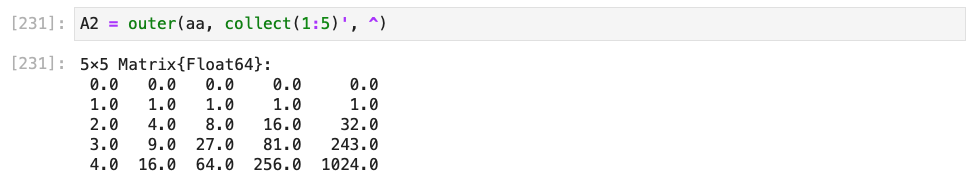 [231]: A2 = outer(aa, collect(1:5)', ^)
[231]: 5×5 Matrix{Float64}:
0.0 0.0 0.0 0.0 0.0
1.0 1.0 1.0 1.0 1.0
2.0 4.0 8.0 16.0 32.0
3.0 9.0 27.0 81.0 243.0
4.0 16.0 64.0 256.0 1024.0